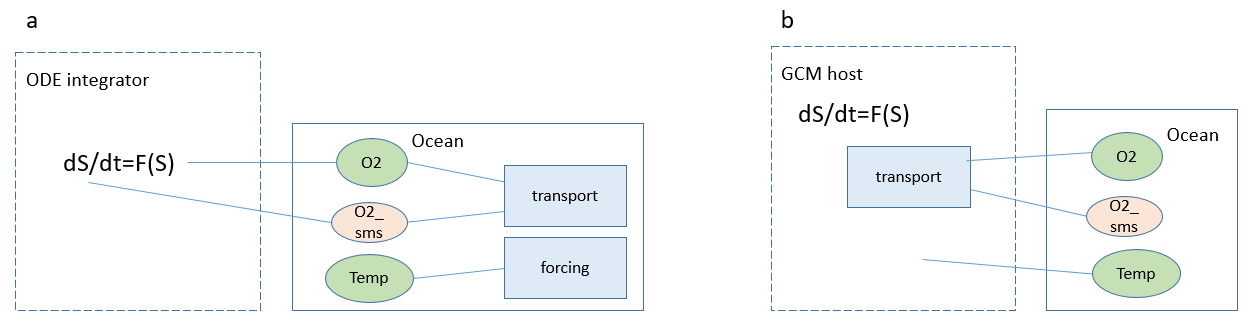 a
ODE integrator
dS/dt=F(S)
Ocean
O2
O2_
sms
Temp
transport
forcing
b
GCM host
dS/dt=F(S)
transport
Ocean
O2
O2_
sms
Temp